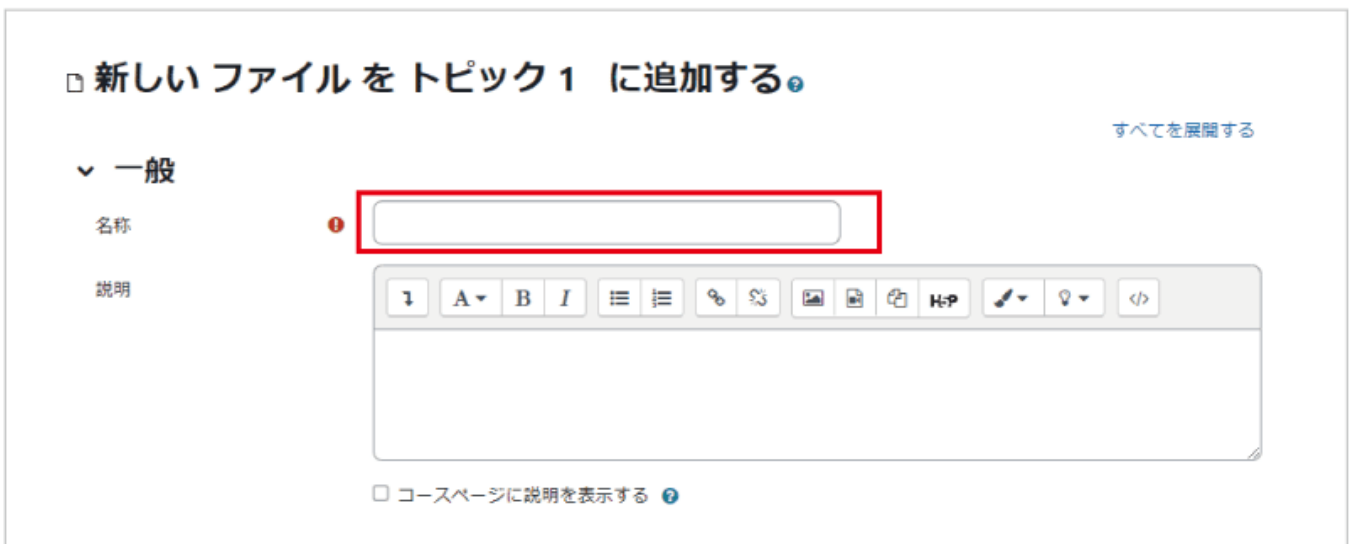 新しい ファイル を トピック 1 に追加する
すべてを展開する
一般
名称
説明
A B I H-P </>
コースページに説明を表示する